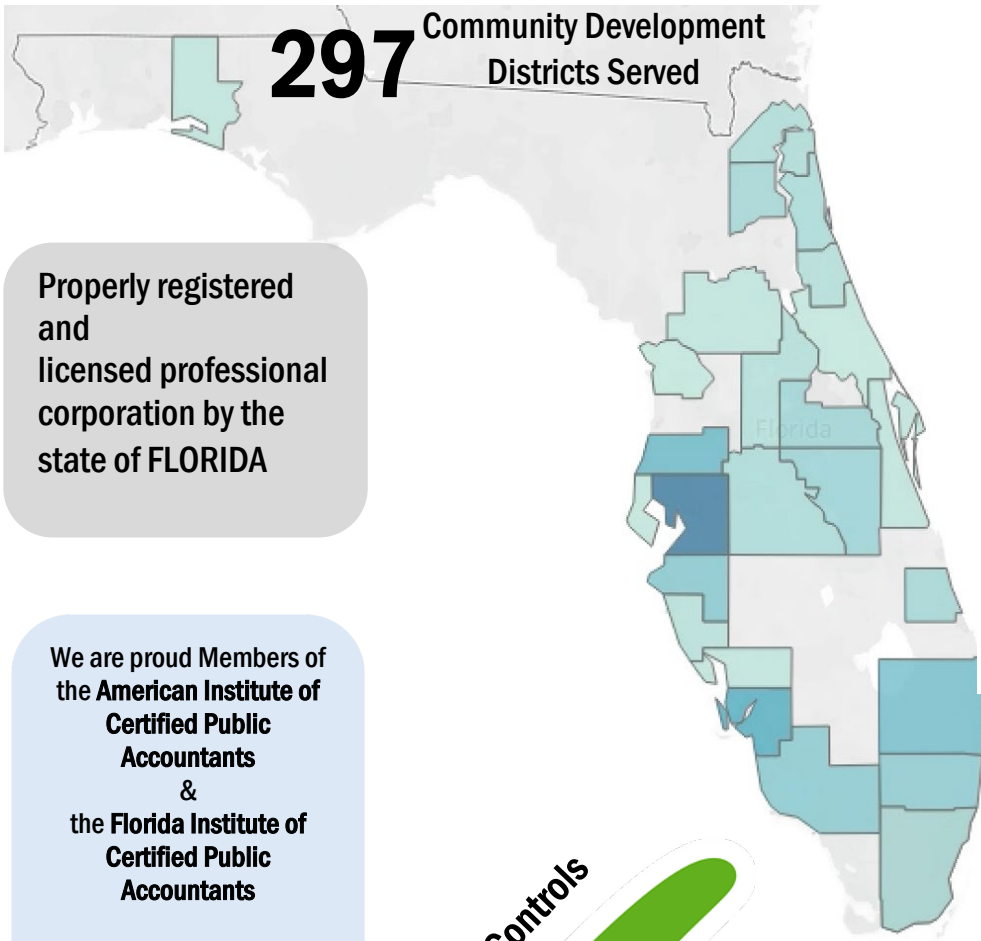 297
Community Development
Districts Served
Properly registered
and
licensed professional
corporation by the
state of FLORIDA
Florida
We are proud Members of
the American Institute of
Certified Public
Accountants
&
the Florida Institute of
Certified Public
Accountants
Controls